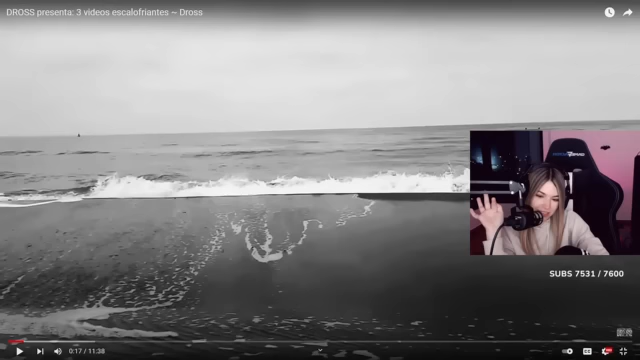 DROSS presenta: 3 videos escalofriantes ~ Dross
SUBS 7531 / 7600
0:17 / 11:38